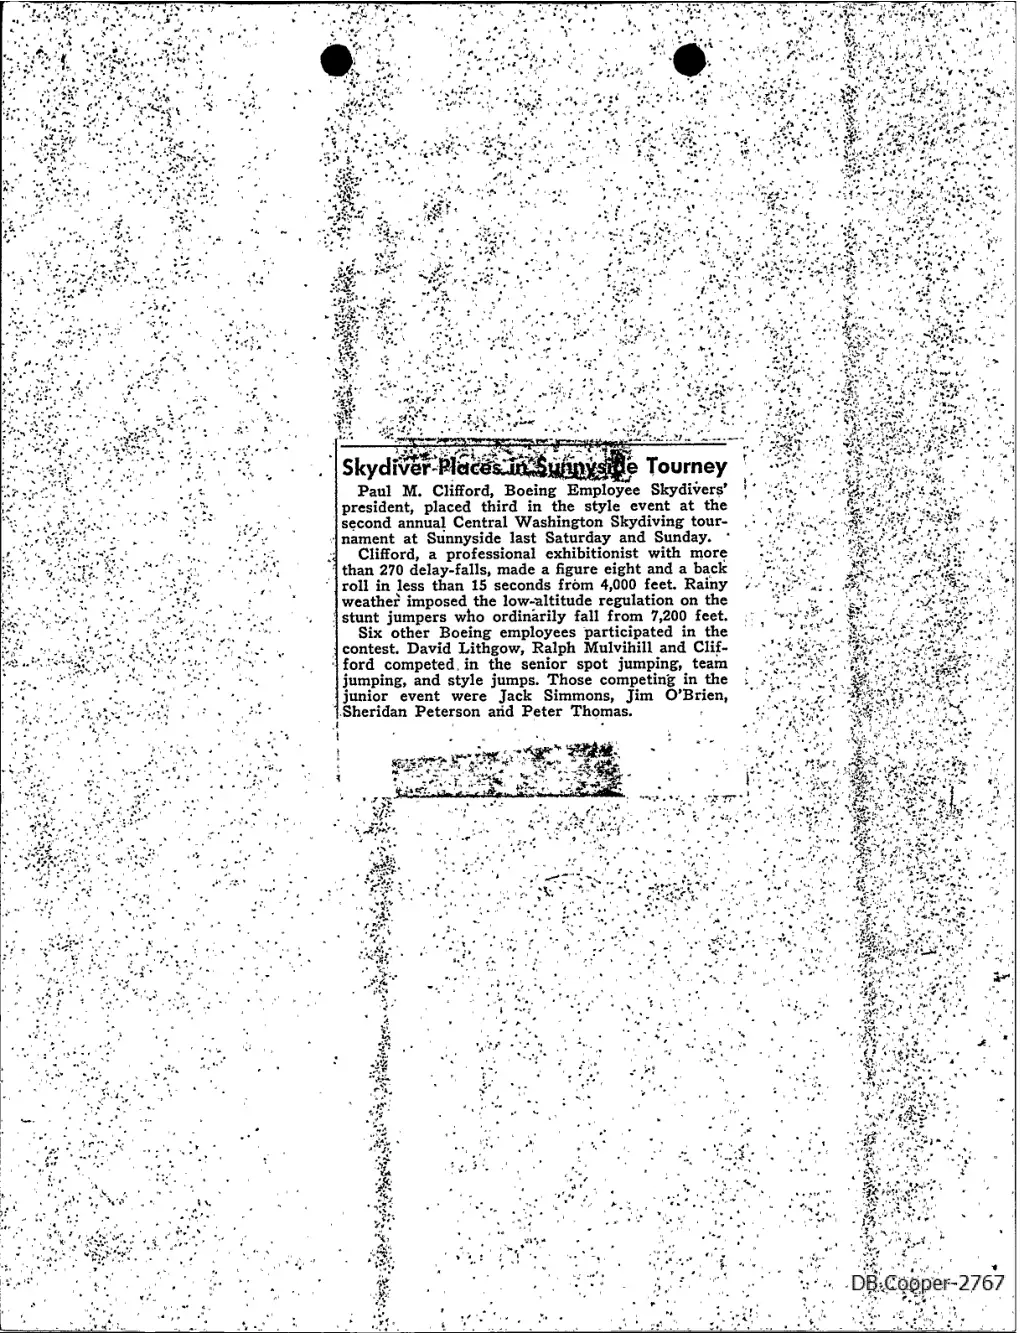 Skydiver Places in Sunnyside Tourney
Paul M. Clifford, Boeing Employee Skydivers'
president, placed third in the style event at the
second annual Central Washington Skydiving tour-
nament at Sunnyside last Saturday and Sunday.
Clifford, a professional exhibitionist with more
than 270 delay-falls, made a figure eight and a back
roll in less than 15 seconds from 4,000 feet. Rainy
weather imposed the low-altitude regulation on the
stunt jumpers who ordinarily fall from 7,200 feet.
Six other Boeing employees participated in the
contest. David Lithgow, Ralph Mulvihill and Clif-
ford competed in the senior spot jumping, team
jumping, and style jumps. Those competing in the
junior event were Jack Simmons, Jim O'Brien,
Sheridan Peterson and Peter Thomas.
DB Cooper-2767